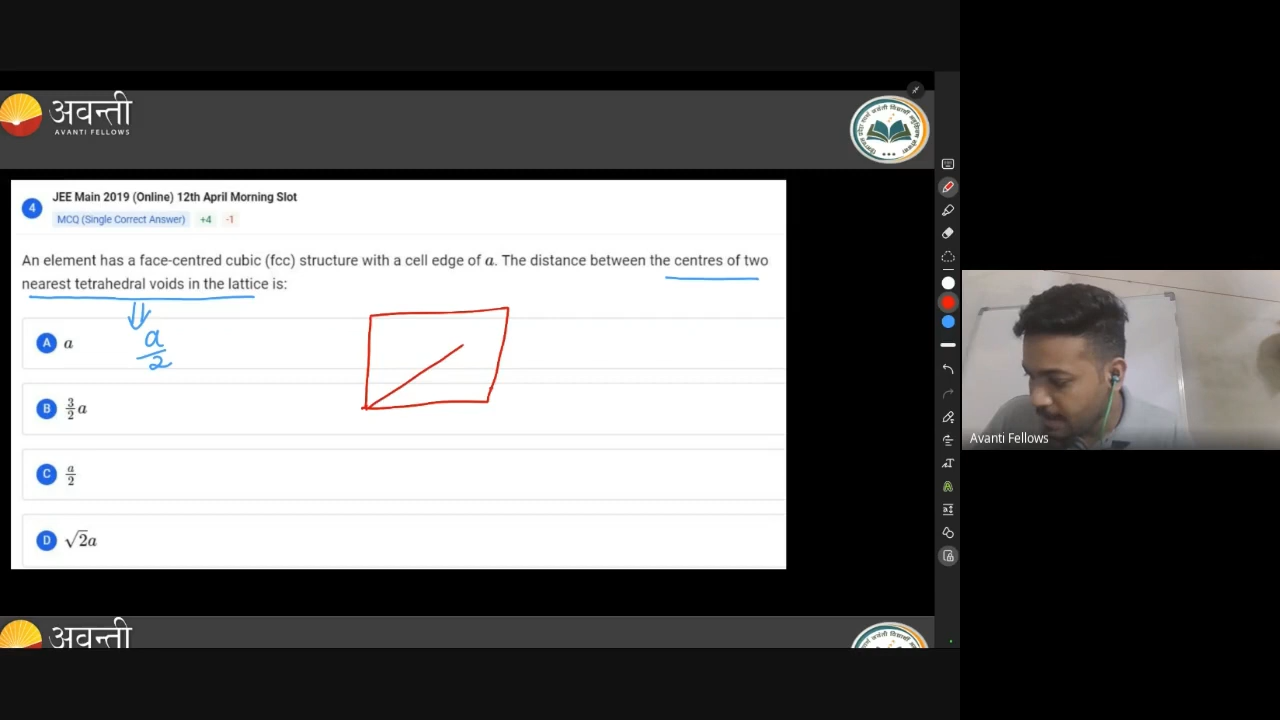 अवन्ती
AVANTI FELLOWS
4
JEE Main 2019 (Online) 12th April Morning Slot
MCQ (Single Correct Answer) +4 -1
An element has a face-centred cubic (fcc) structure with a cell edge of a. The distance between the centres of two
nearest tetrahedral voids in the lattice is:
A a
a/2
B 3/2 a
C a/2
D √2a
Avanti Fellows
अवन्ती